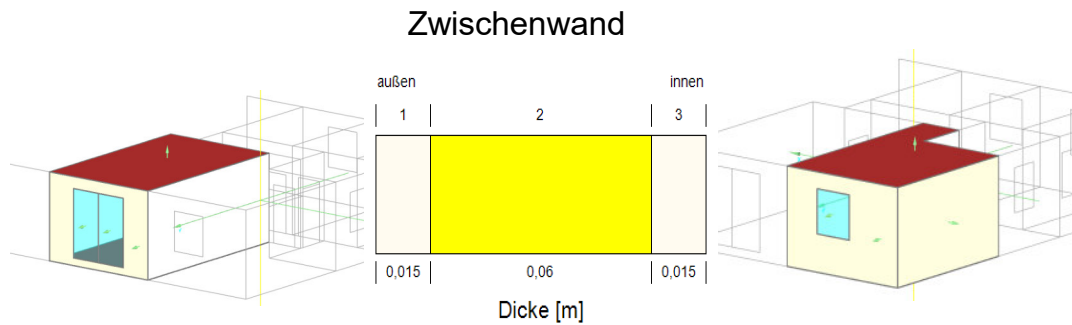 Zwischenwand
außen innen
1 2 3
0,015 0,06 0,015
Dicke [m]